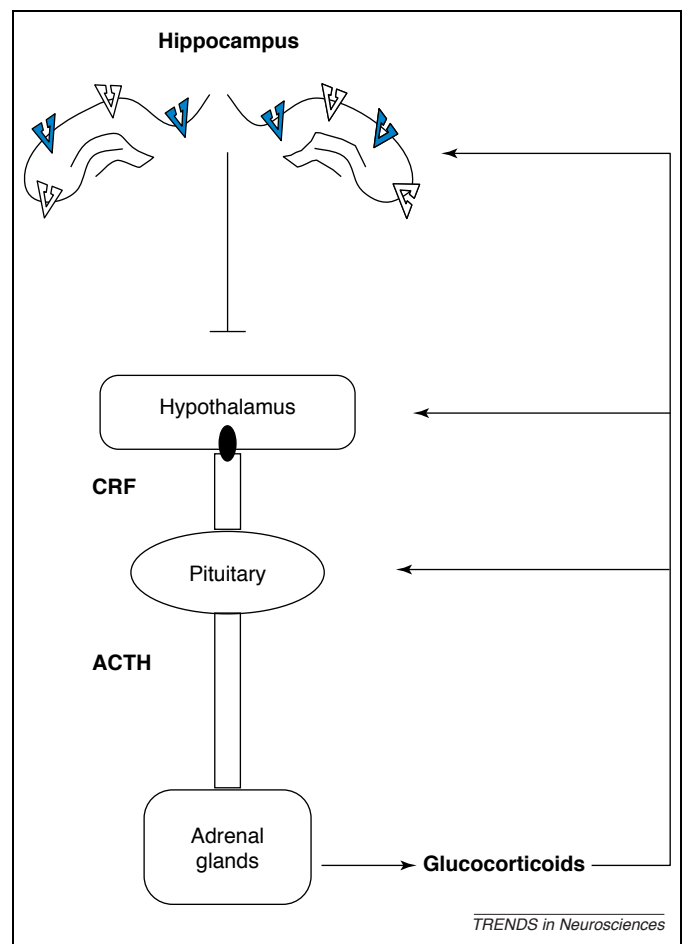 Hippocampus
Hypothalamus
CRF
Pituitary
ACTH
Adrenal
glands
Glucocorticoids
TRENDS in Neurosciences